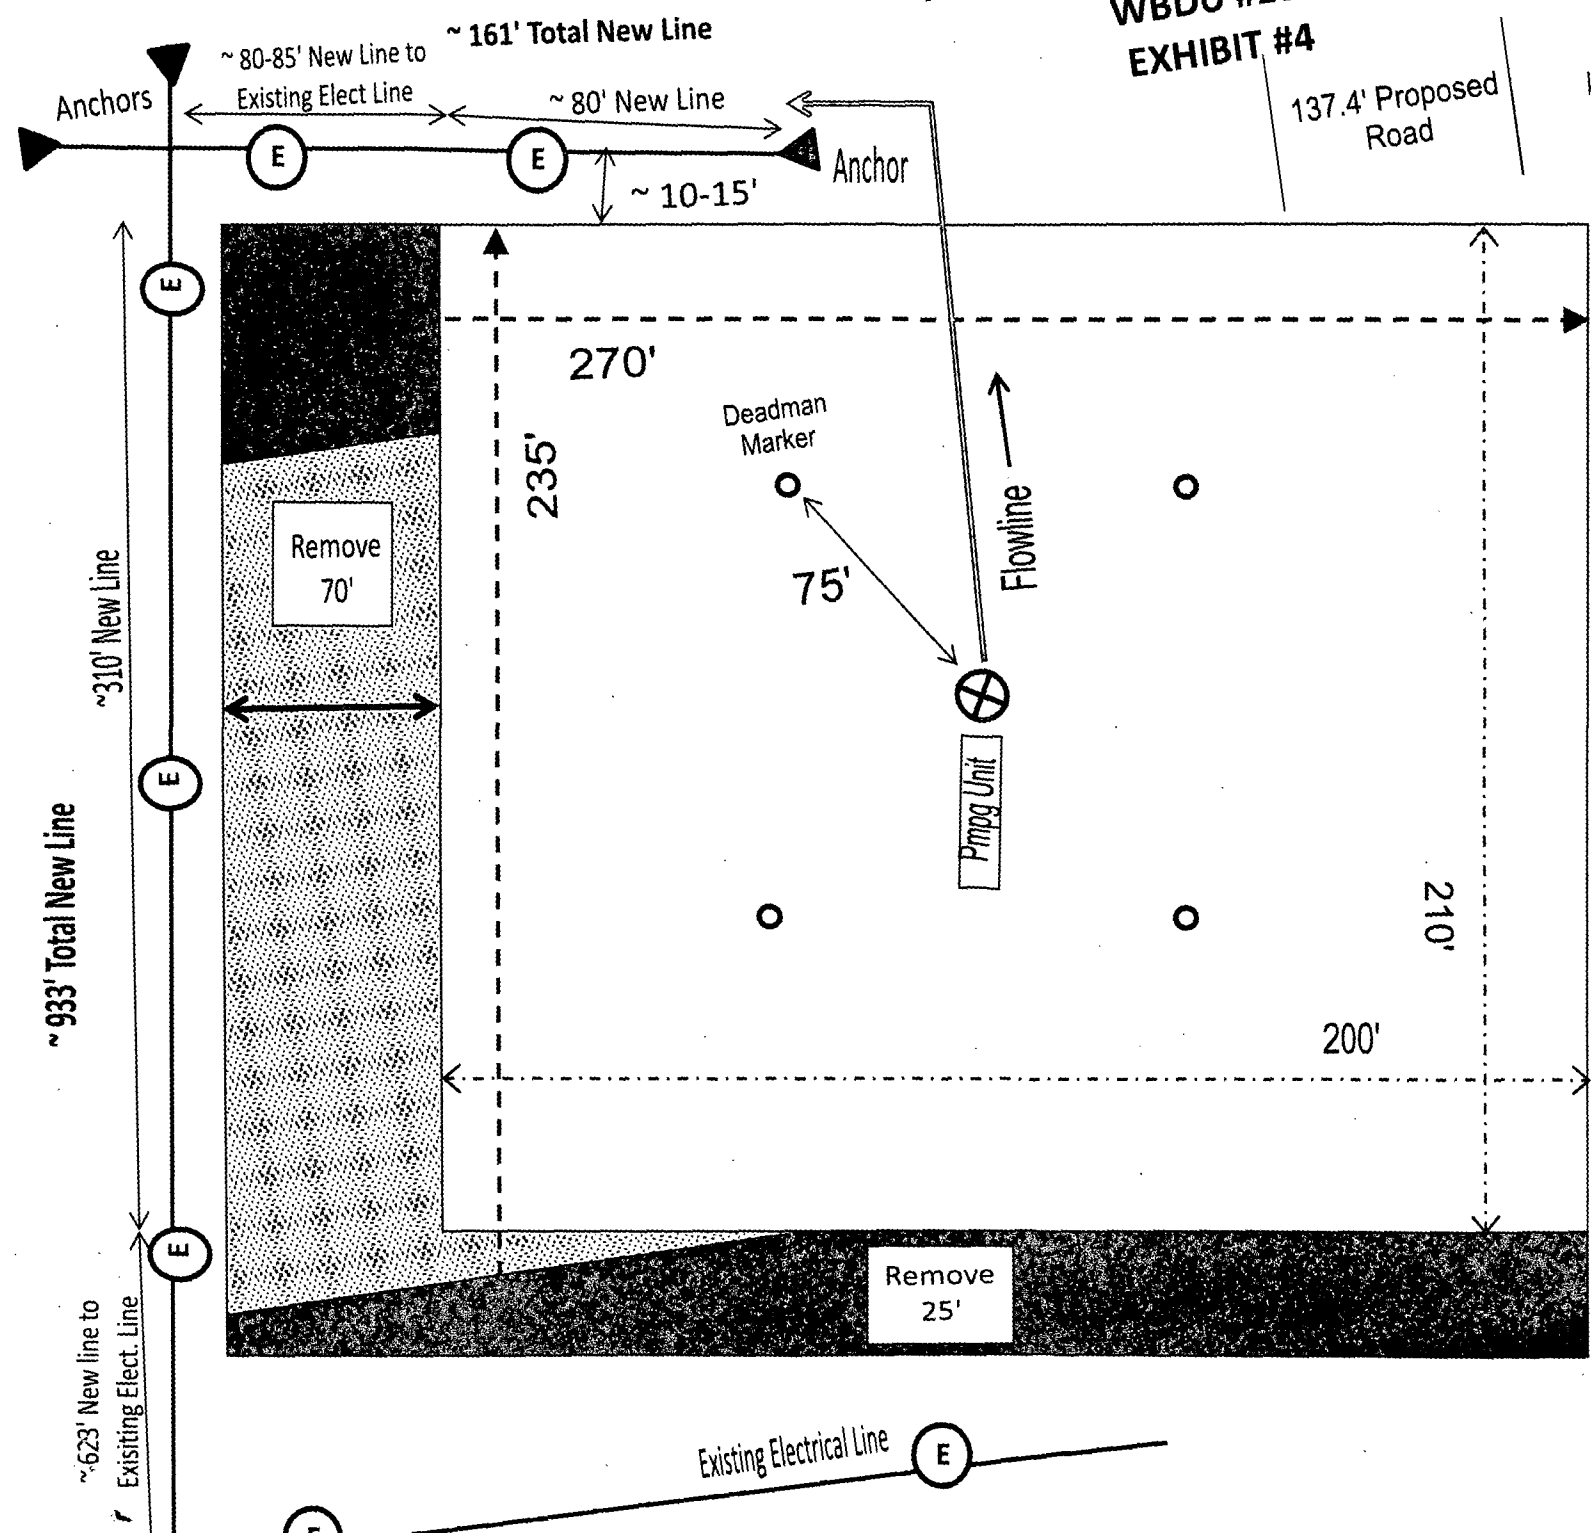 ~ 161' Total New Line
EXHIBIT #4
~ 80-85' New Line to
Existing Elect Line
Anchors
~ 80' New Line
137.4' Proposed
Road
E
E
Anchor
~ 10-15'
E
270'
Deadman
Marker
235'
Remove
70'
75'
Flowline
~310' New Line
E
Pmpg Unit
~ 933' Total New Line
210'
200'
E
Remove
25'
~623' New line to
Exisiting Elect. Line
Existing Electrical Line
E